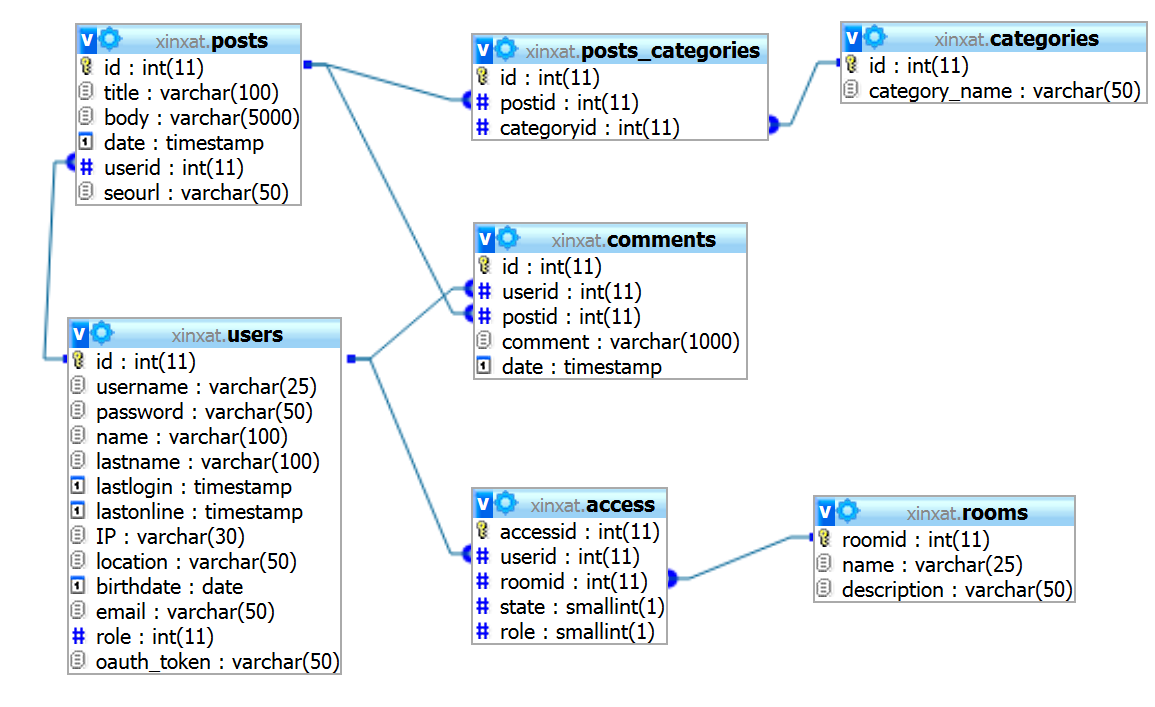 xinxat.posts
id : int(11)
title : varchar(100)
body : varchar(5000)
date : timestamp
userid : int(11)
seourl : varchar(50)
xinxat.posts_categories
id : int(11)
postid : int(11)
categoryid : int(11)
xinxat.categories
id : int(11)
category_name : varchar(50)
xinxat.comments
id : int(11)
userid : int(11)
postid : int(11)
comment : varchar(1000)
date : timestamp
xinxat.users
id : int(11)
username : varchar(25)
password : varchar(50)
name : varchar(100)
lastname : varchar(100)
lastlogin : timestamp
lastonline : timestamp
IP : varchar(30)
location : varchar(50)
birthdate : date
email : varchar(50)
role : int(11)
oauth_token : varchar(50)
xinxat.access
accessid : int(11)
userid : int(11)
roomid : int(11)
state : smallint(1)
role : smallint(1)
xinxat.rooms
roomid : int(11)
name : varchar(25)
description : varchar(50)